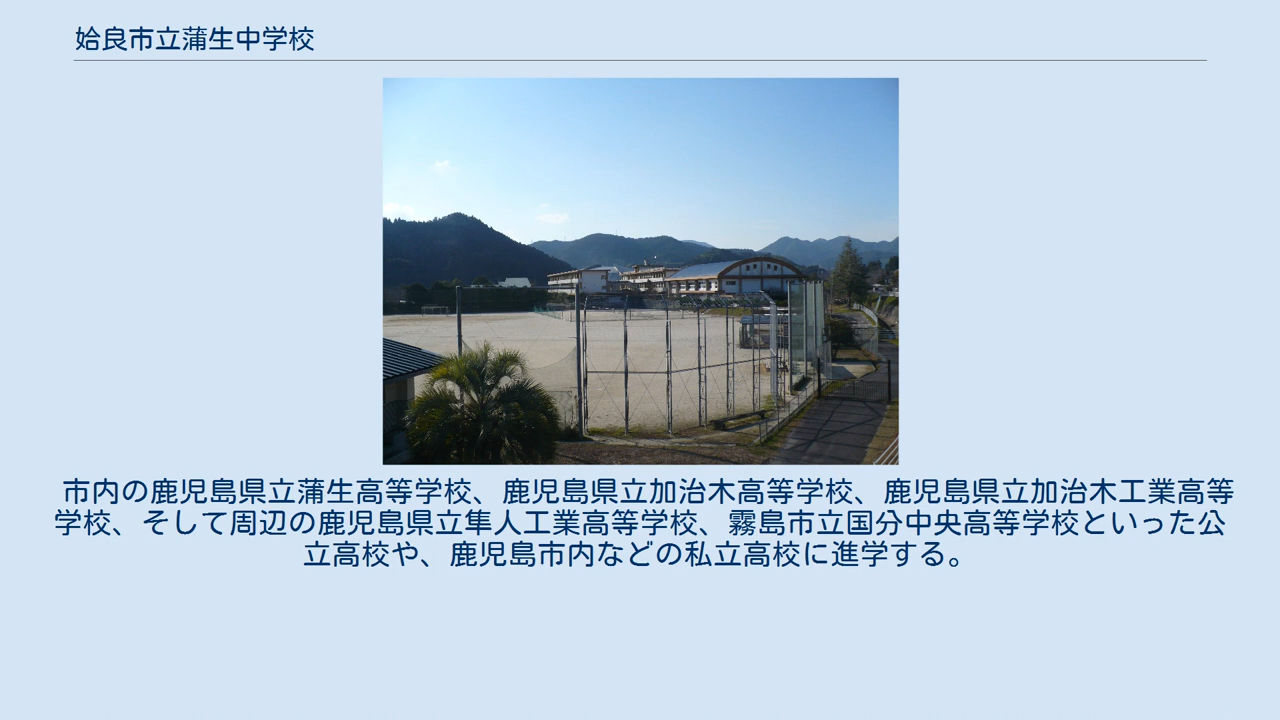 姶良市立蒲生中学校
市内の鹿児島県立蒲生高等学校、鹿児島県立加治木高等学校、鹿児島県立加治木工業高等
学校、そして周辺の鹿児島県立隼人工業高等学校、霧島市立国分中央高等学校といった公
立高校や、鹿児島市内などの私立高校に進学する。